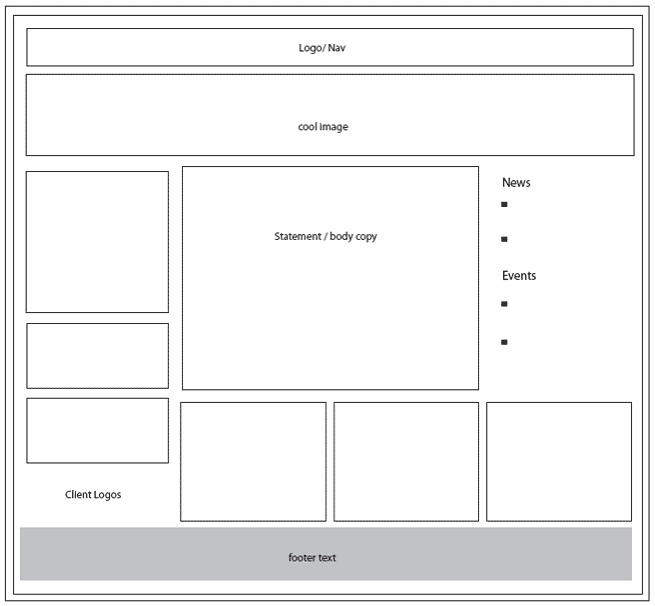 Logo/ Nav
cool image
Statement / body copy
News
Events
Client Logos
footer text